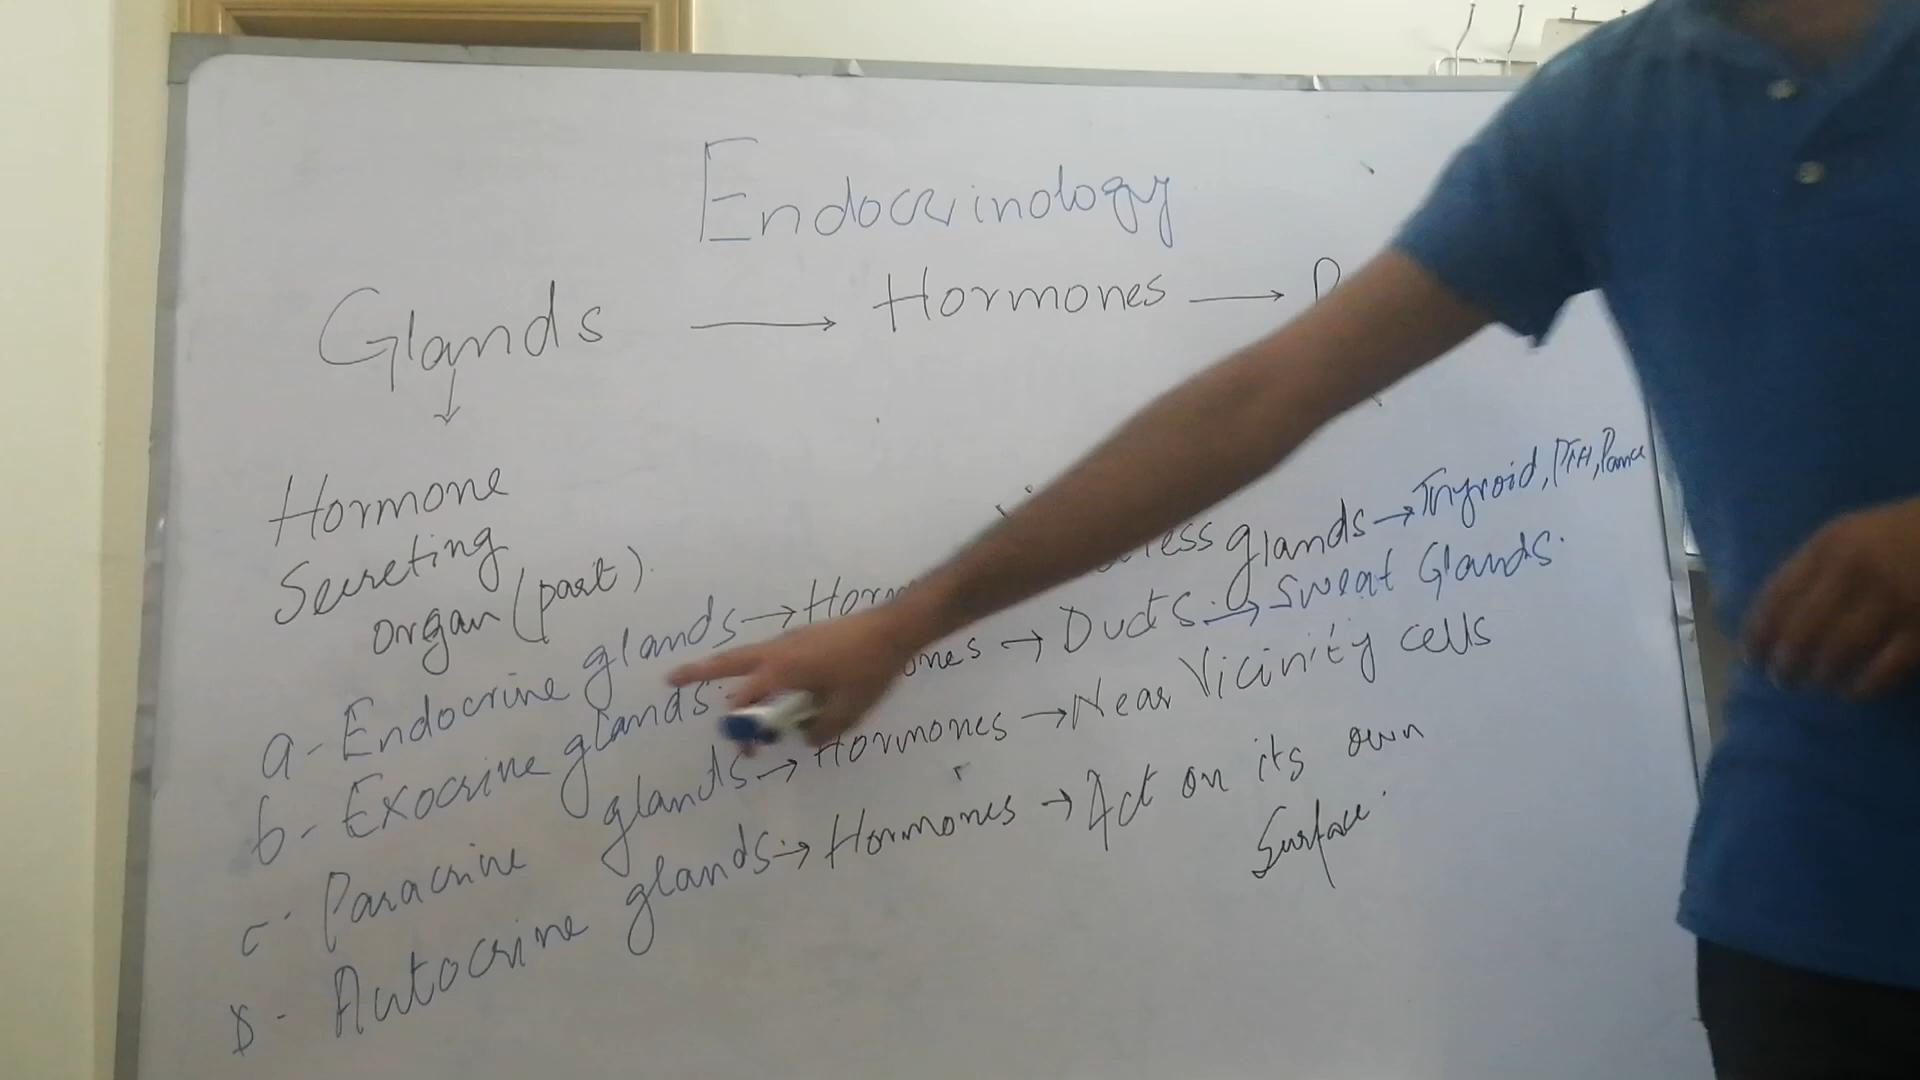 Endocrinology
Glands → Hormones →
↓
Hormone
Secreting
organ (part).
a- Endocrine glands → glands → Thyroid, PTH,
b- Exocrine glands. → Ducts. → Sweat Glands.
c- Paracrine glands → Hormones → Near Vicinity cells
D- Autocrine glands → Hormones → Act on its own
Surface.